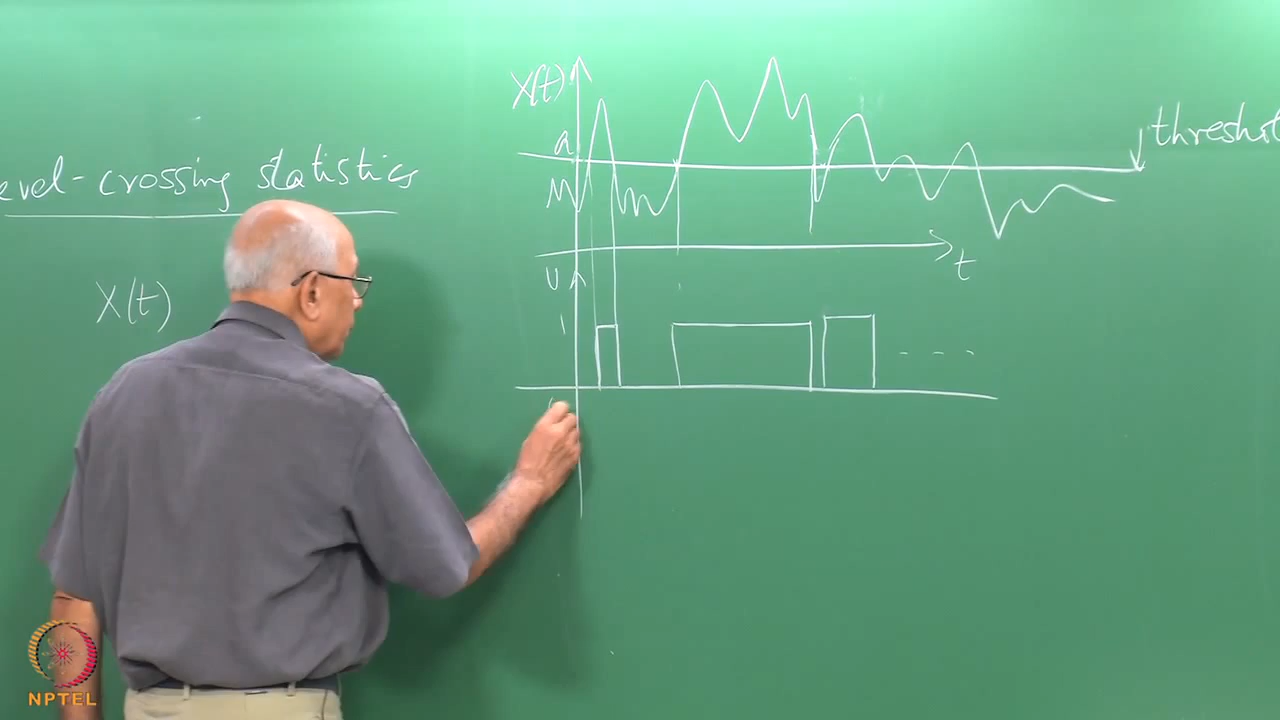 evel-crossing statistics
X(t)
X(t)
a
threshol
t
U
1
- - -
NPTEL